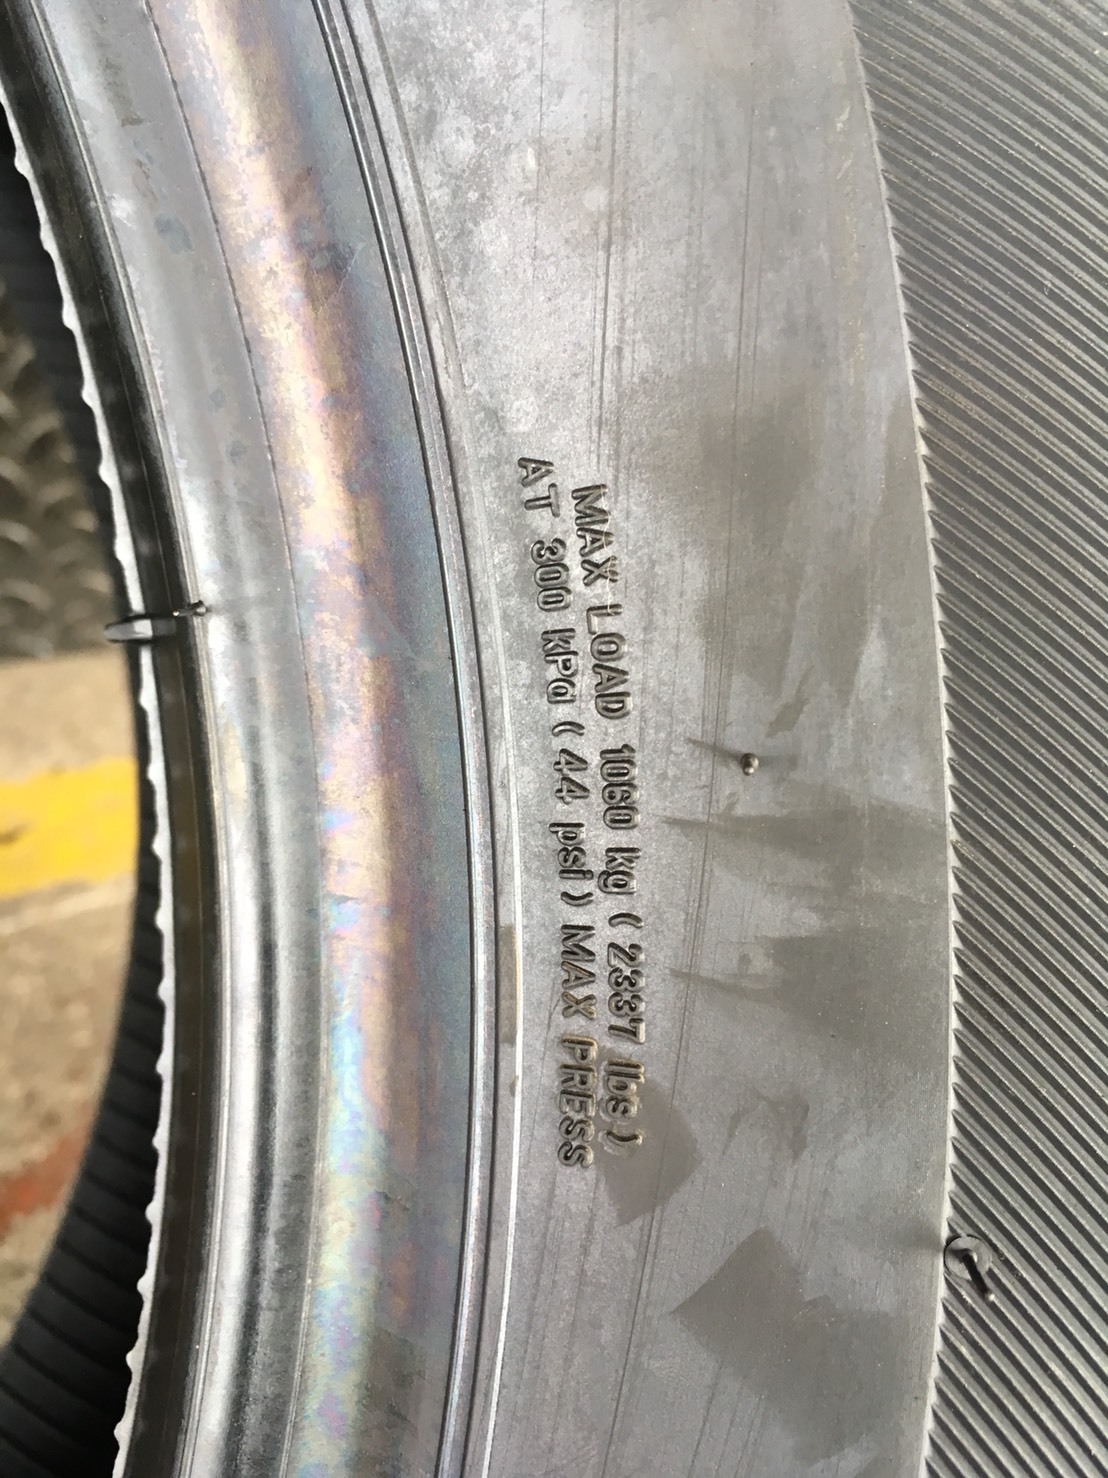 MAX LOAD 1060 kg ( 2337 lbs )
AT 300 kPa ( 44 psi ) MAX PRESS